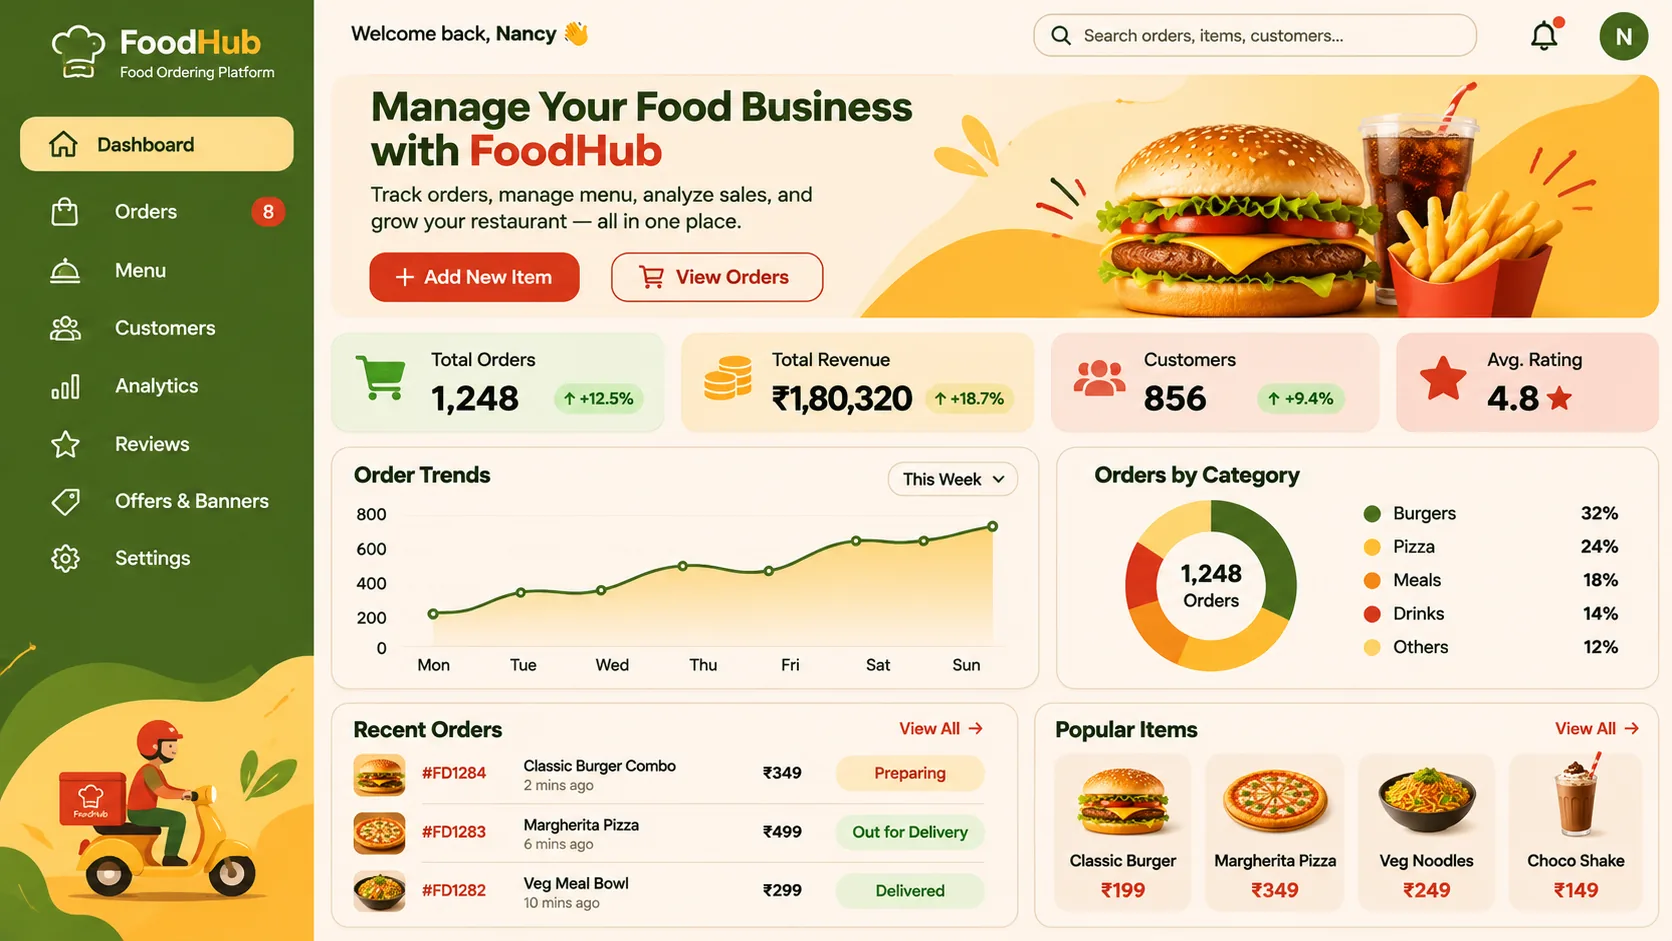 FoodHub
Food Ordering Platform
Dashboard
Orders 8
Menu
Customers
Analytics
Reviews
Offers & Banners
Settings
FoodHub
Welcome back, Nancy 👋
Search orders, items, customers...
N
Manage Your Food Business
with FoodHub
Track orders, manage menu, analyze sales, and
grow your restaurant — all in one place.
+ Add New Item
View Orders
Total Orders
1,248 ↑ +12.5%
Total Revenue
₹1,80,320 ↑ +18.7%
Customers
856 ↑ +9.4%
Avg. Rating
4.8 ★
Order Trends
This Week
800
600
400
200
0
Mon Tue Wed Thu Fri Sat Sun
Orders by Category
1,248
Orders
Burgers 32%
Pizza 24%
Meals 18%
Drinks 14%
Others 12%
Recent Orders
View All →
#FD1284 Classic Burger Combo ₹349 Preparing
2 mins ago
#FD1283 Margherita Pizza ₹499 Out for Delivery
6 mins ago
#FD1282 Veg Meal Bowl ₹299 Delivered
10 mins ago
Popular Items
View All →
Classic Burger
₹199
Margherita Pizza
₹349
Veg Noodles
₹249
Choco Shake
₹149